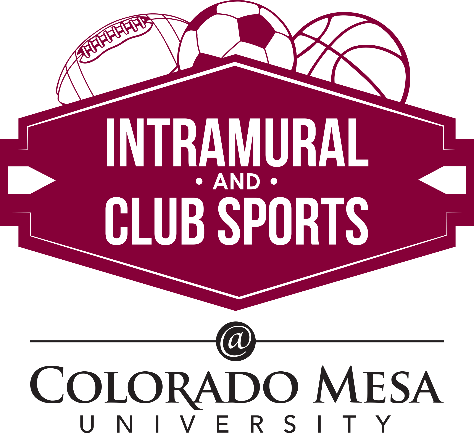 INTRAMURAL
• AND •
CLUB SPORTS
@
COLORADO MESA
UNIVERSITY